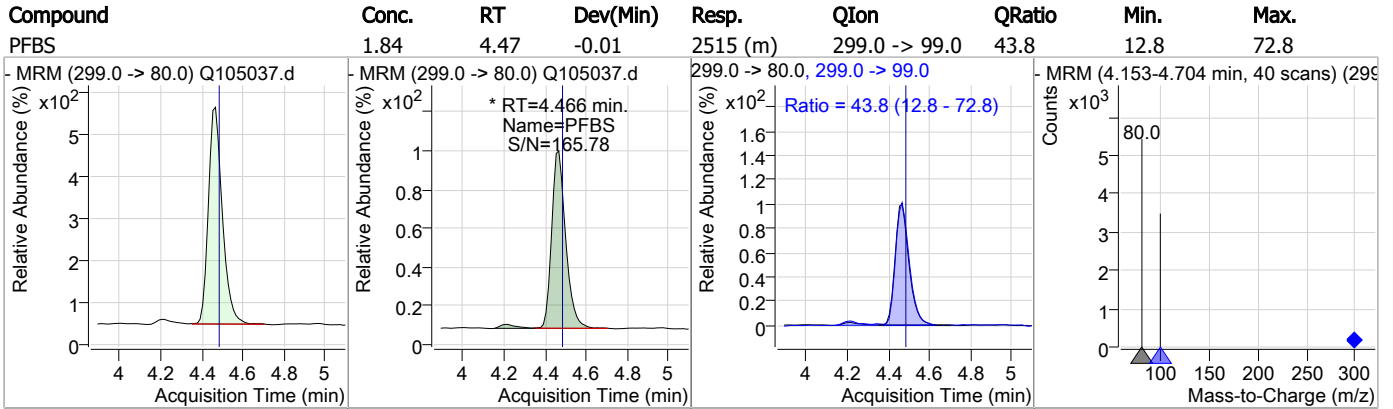 Compound Conc. RT Dev(Min) Resp. QIon QRatio Min. Max.
PFBS 1.84 4.47 -0.01 2515 (m) 299.0 -> 99.0 43.8 12.8 72.8
- MRM (299.0 -> 80.0) Q105037.d
Relative Abundance (%)
x10²
5
4
3
2
1
0
4 4.2 4.4 4.6 4.8 5
Acquisition Time (min)
- MRM (299.0 -> 80.0) Q105037.d
Relative Abundance (%)
x10²
* RT=4.466 min.
Name=PFBS
S/N=165.78
1
0.8
0.6
0.4
0.2
0
4 4.2 4.4 4.6 4.8 5
Acquisition Time (min)
299.0 -> 80.0, 299.0 -> 99.0
Relative Abundance (%)
x10²
Ratio = 43.8 (12.8 - 72.8)
1.6
1.4
1.2
1
0.8
0.6
0.4
0.2
0
4 4.2 4.4 4.6 4.8 5
Acquisition Time (min)
- MRM (4.153-4.704 min, 40 scans) (299
Counts
x10³
80.0
5
4
3
2
1
0
100 150 200 250 300
Mass-to-Charge (m/z)